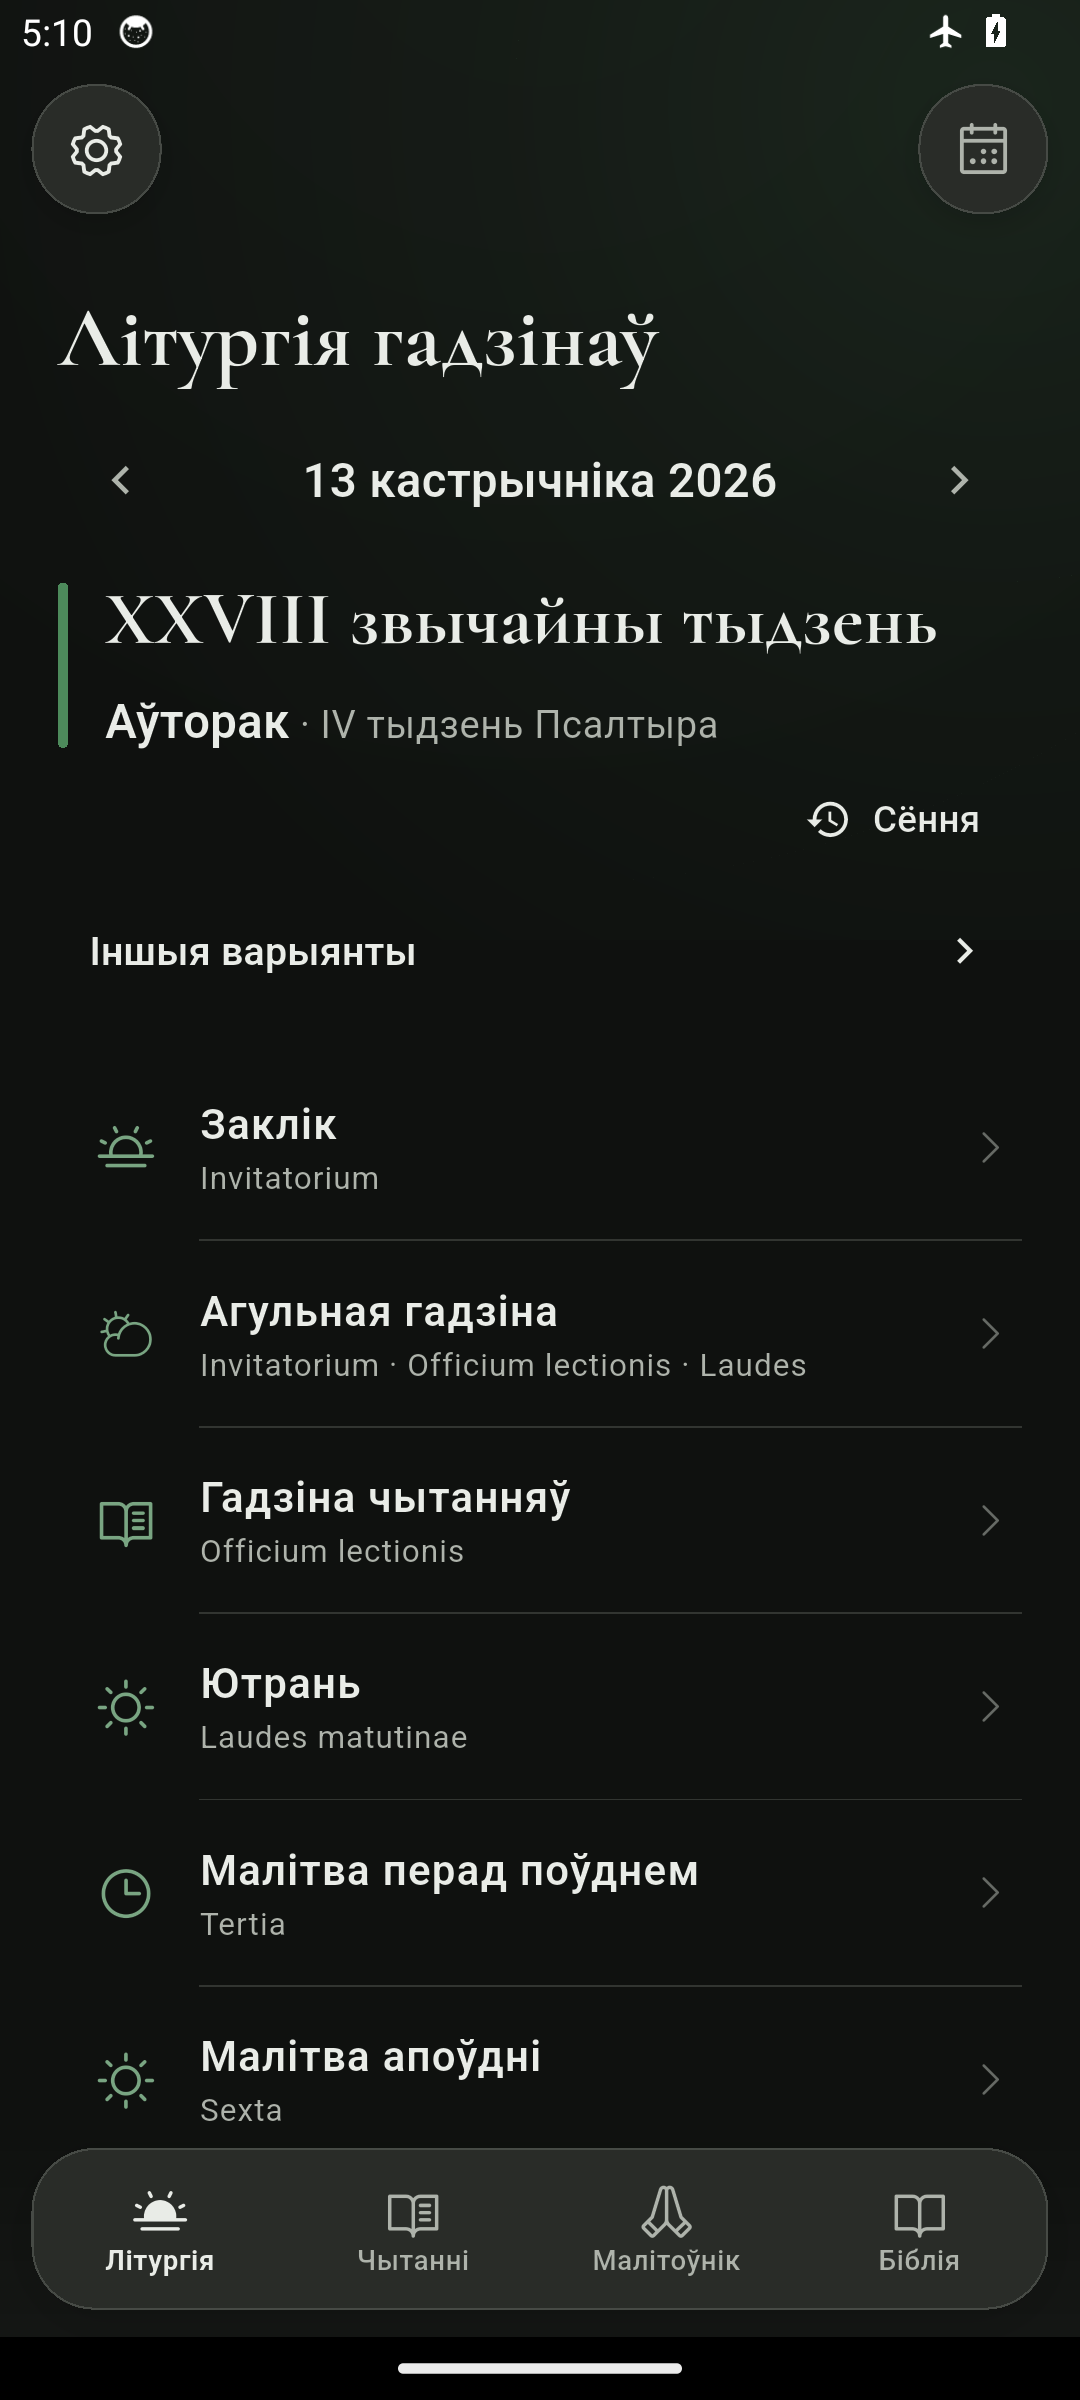 5:10
Літургія гадзінаў
13 кастрычніка 2026
XXVIII звычайны тыдзень
Аўторак · IV тыдзень Псалтыра
Сёння
Іншыя варыянты
Заклік
Invitatorium
Агульная гадзіна
Invitatorium · Officium lectionis · Laudes
Гадзіна чытанняў
Officium lectionis
Ютрань
Laudes matutinae
Малітва перад поўднем
Tertia
Малітва апоўдні
Sexta
Літургія
Чытанні
Малітоўнік
Біблія